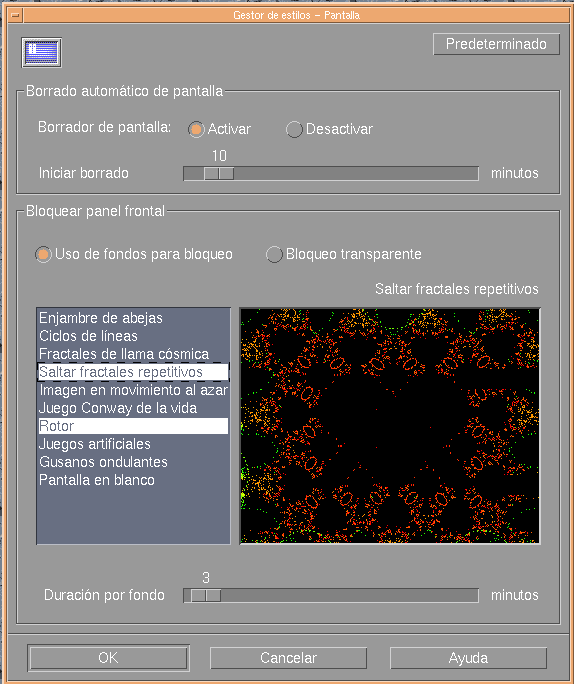 Gestor de estilos - Pantalla
Predeterminado
Borrado automático de pantalla
Borrador de pantalla: Activar Desactivar
10
Iniciar borrado minutos
Bloquear panel frontal
Uso de fondos para bloqueo Bloqueo transparente
Saltar fractales repetitivos
Enjambre de abejas
Ciclos de líneas
Fractales de llama cósmica
Saltar fractales repetitivos
Imagen en movimiento al azar
Juego Conway de la vida
Rotor
Juegos artificiales
Gusanos ondulantes
Pantalla en blanco
3
Duración por fondo minutos
OK Cancelar Ayuda